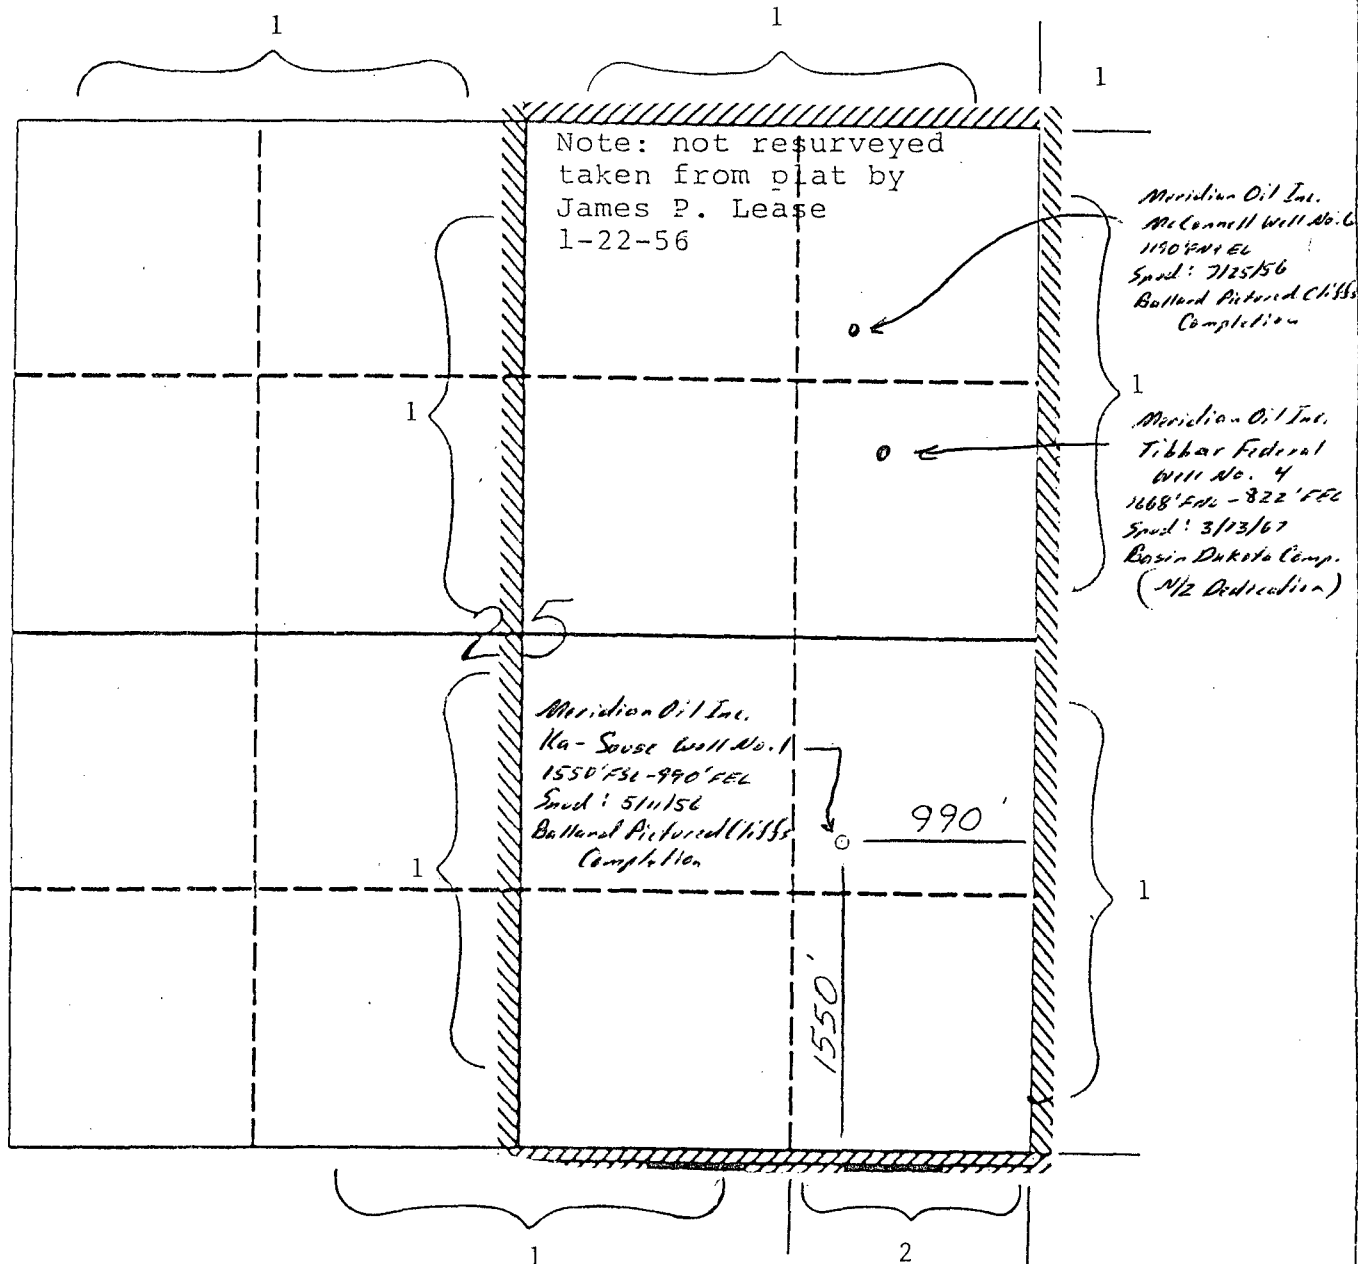 1
1
1
Note: not resurveyed
taken from plat by
James P. Lease
1-22-56
Meridian Oil Inc.
McConnell Well No. 6
1190'FN+EL
Spud: 7/25/56
Ballard Pictured Cliffs
Completion
1
1
Meridian Oil Inc.
Tibbar Federal
Well No. 4
1668'FNL-822'FEL
Spud: 3/13/67
Basin Dakota Comp.
(N/2 Dedication)
25
Meridian Oil Inc.
Ka-Souse Well No.1
1550'FSL-990'FEL
Spud: 5/11/56
Ballard Pictured Cliffs
Completion
990'
1
1
1550'
1
2